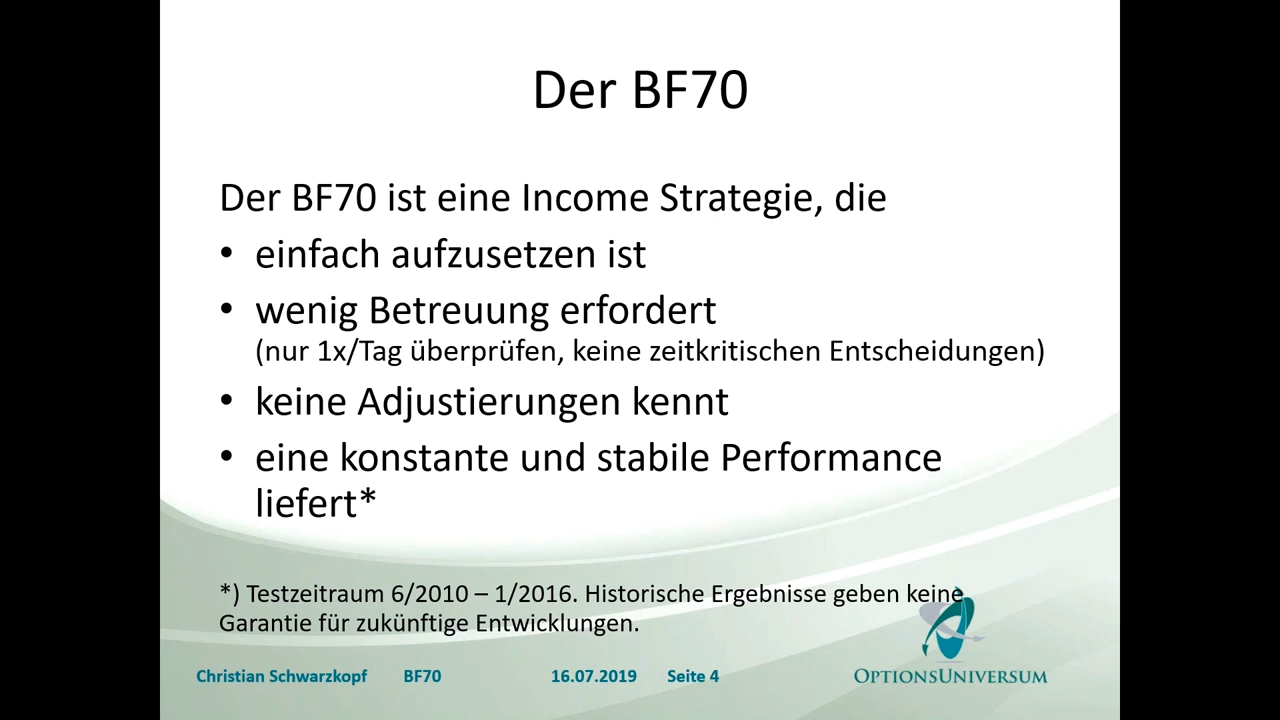 Der BF70
Der BF70 ist eine Income Strategie, die
• einfach aufzusetzen ist
• wenig Betreuung erfordert
(nur 1x/Tag überprüfen, keine zeitkritischen Entscheidungen)
• keine Adjustierungen kennt
• eine konstante und stabile Performance
liefert*
*) Testzeitraum 6/2010 – 1/2016. Historische Ergebnisse geben keine
Garantie für zukünftige Entwicklungen.
Christian Schwarzkopf BF70 16.07.2019 Seite 4
OPTIONSUNIVERSUM